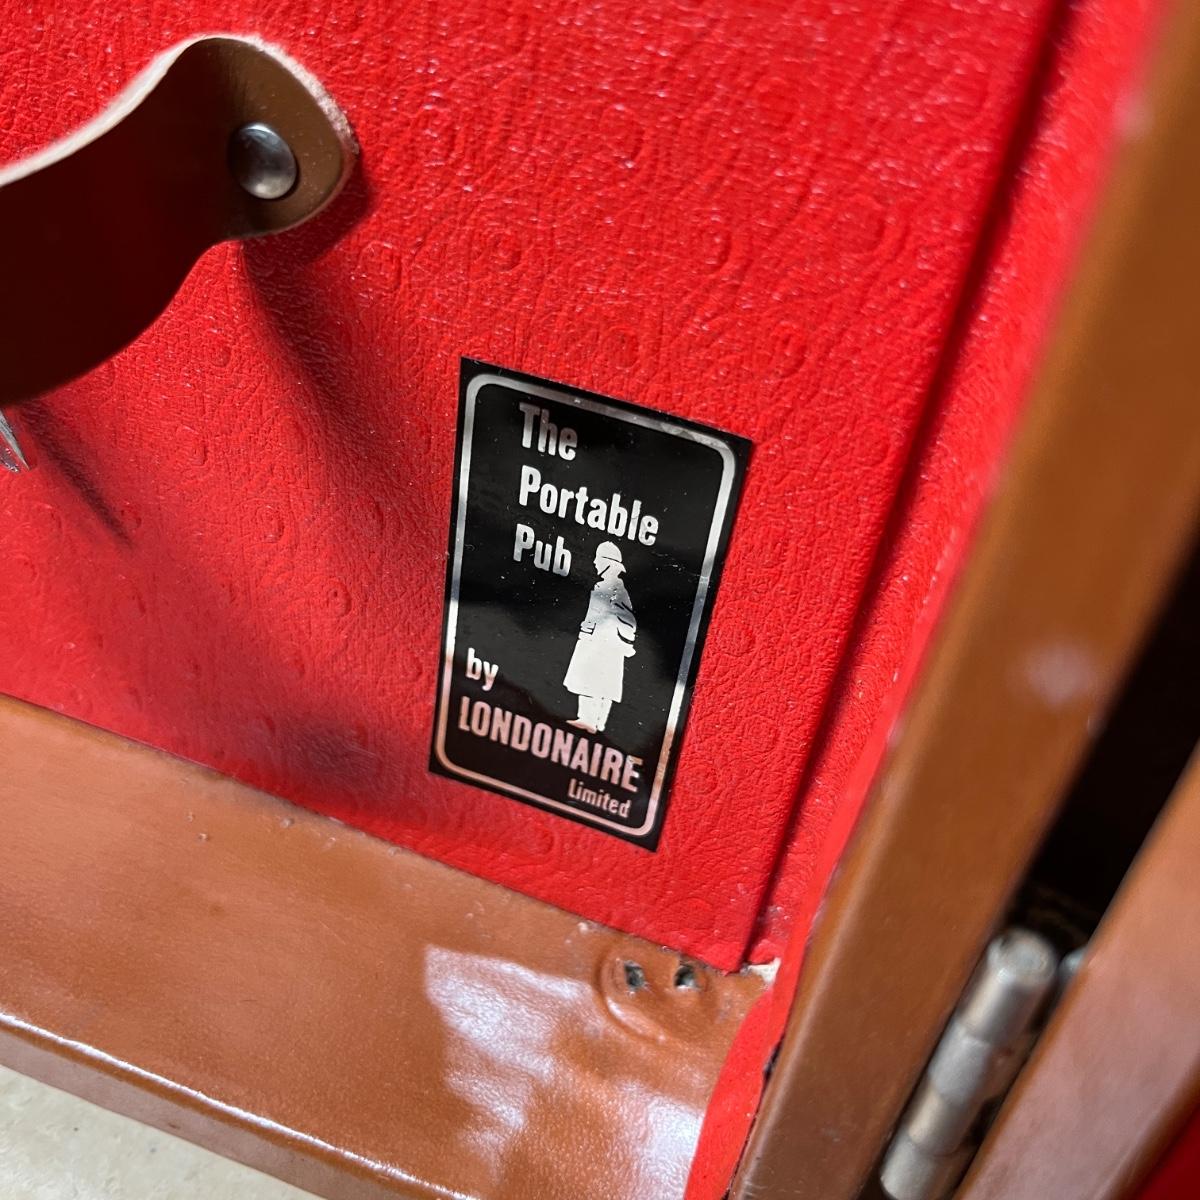 The
Portable
Pub
by
LONDONAIRE
Limited